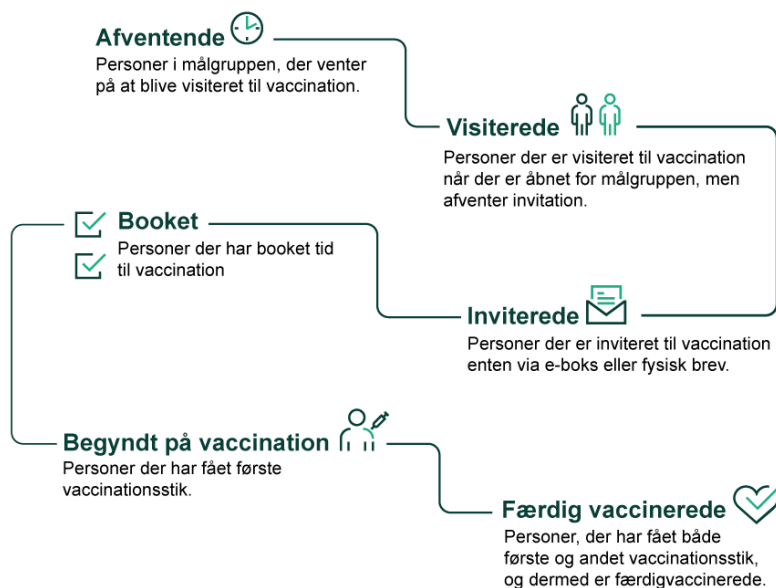 Afventende
Personer i målgruppen, der venter
på at blive visiteret til vaccination.
Visiterede
Personer der er visiteret til vaccination
når der er åbnet for målgruppen, men
afventer invitation.
Inviterede
Personer der er inviteret til vaccination
enten via e-boks eller fysisk brev.
Booket
Personer der har booket tid
til vaccination
Begyndt på vaccination
Personer der har fået første
vaccinationsstik.
Færdig vaccinerede
Personer, der har fået både
første og andet vaccinationsstik,
og dermed er færdigvaccinerede.